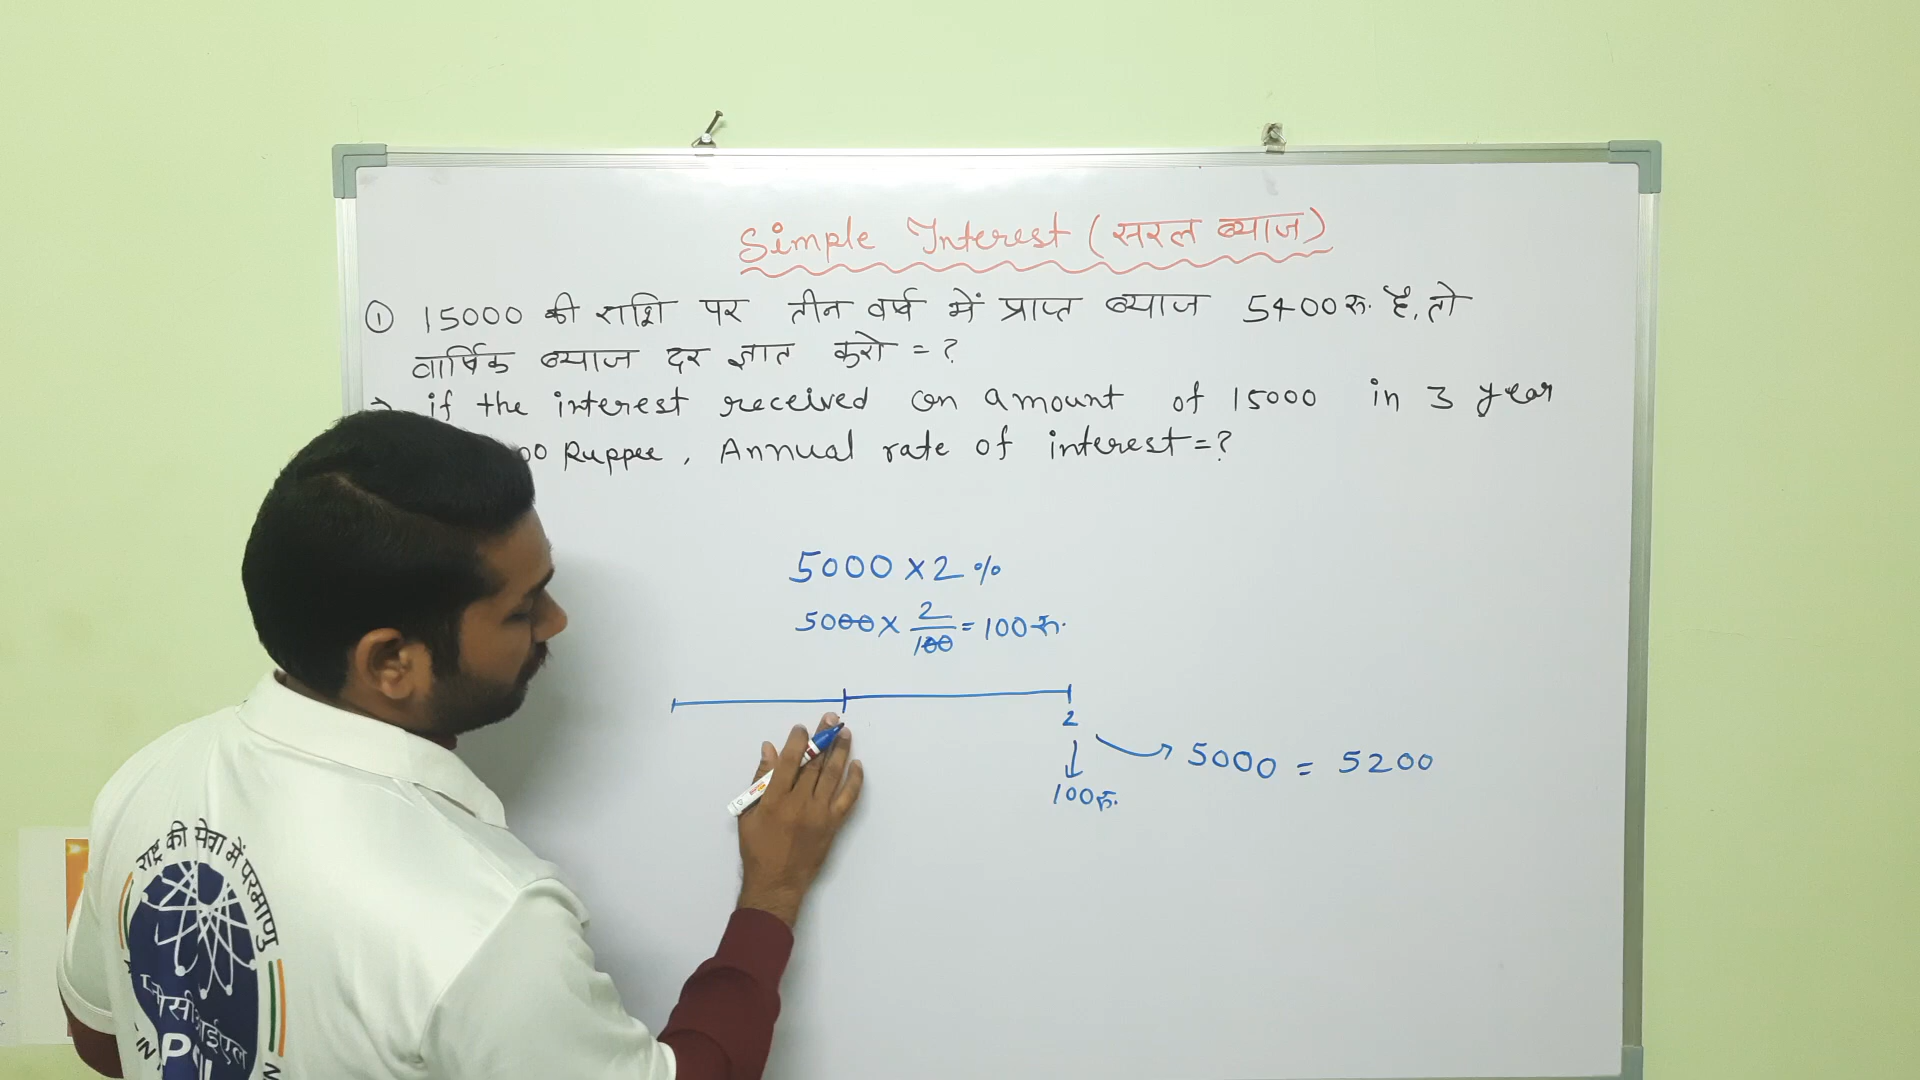 Simple Interest (सरल ब्याज)
① 15000 की राशि पर तीन वर्ष में प्राप्त ब्याज 5400 रु. है, तो
वार्षिक ब्याज दर ज्ञात करो = ?
if the interest received on amount of 15000 in 3 year
00 Ruppee, Annual rate of interest = ?
5000 × 2 %
5000 × 2/100 = 100 रु.
2
5000 = 5200
100 रु.
राष्ट्र की सेवा में परमाणु